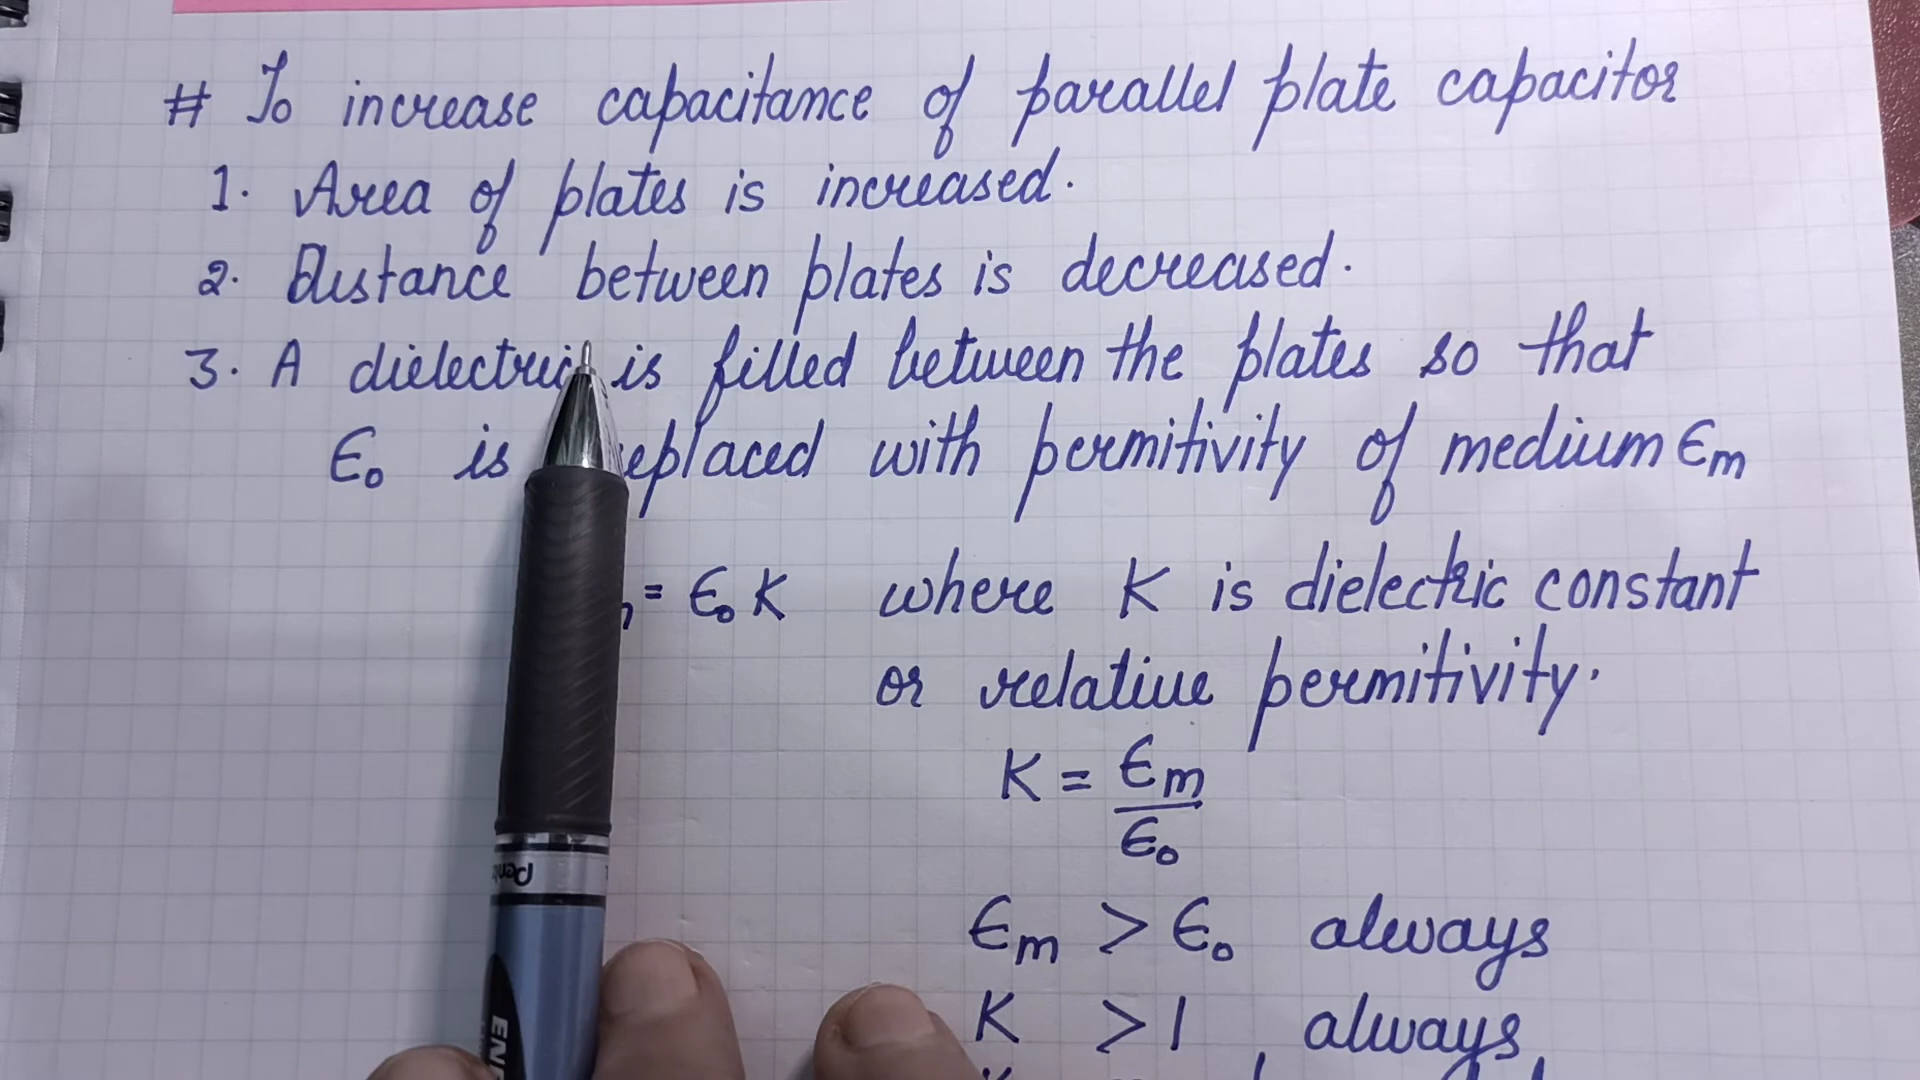 # To increase capacitance of parallel plate capacitor
1. Area of plates is increased.
2. Distance between plates is decreased.
3. A dielectric is filled between the plates so that
ϵ₀ is replaced with permitivity of medium ϵm
= ϵ₀ K where K is dielectric constant
or relative permitivity.
K = ϵm
ϵ₀
ϵm > ϵ₀ always
K > 1, always